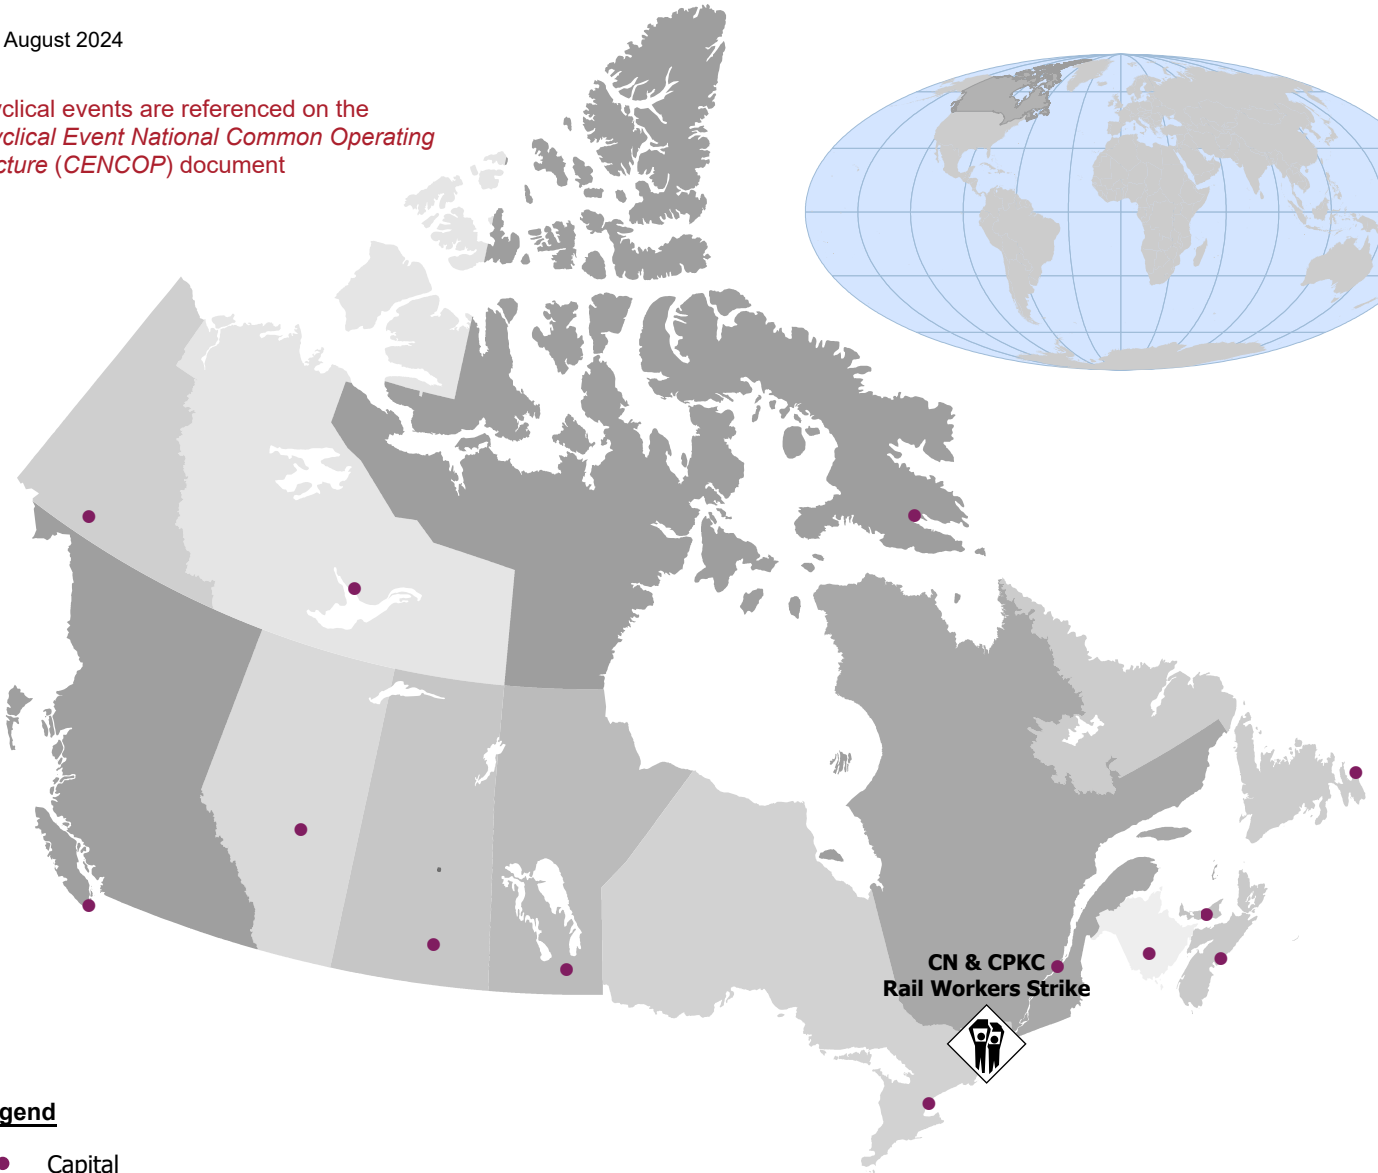 August 2024
yclical events are referenced on the
yclical Event National Common Operating
cture (CENCOP) document
CN & CPKC
Rail Workers Strike
gend
Capital